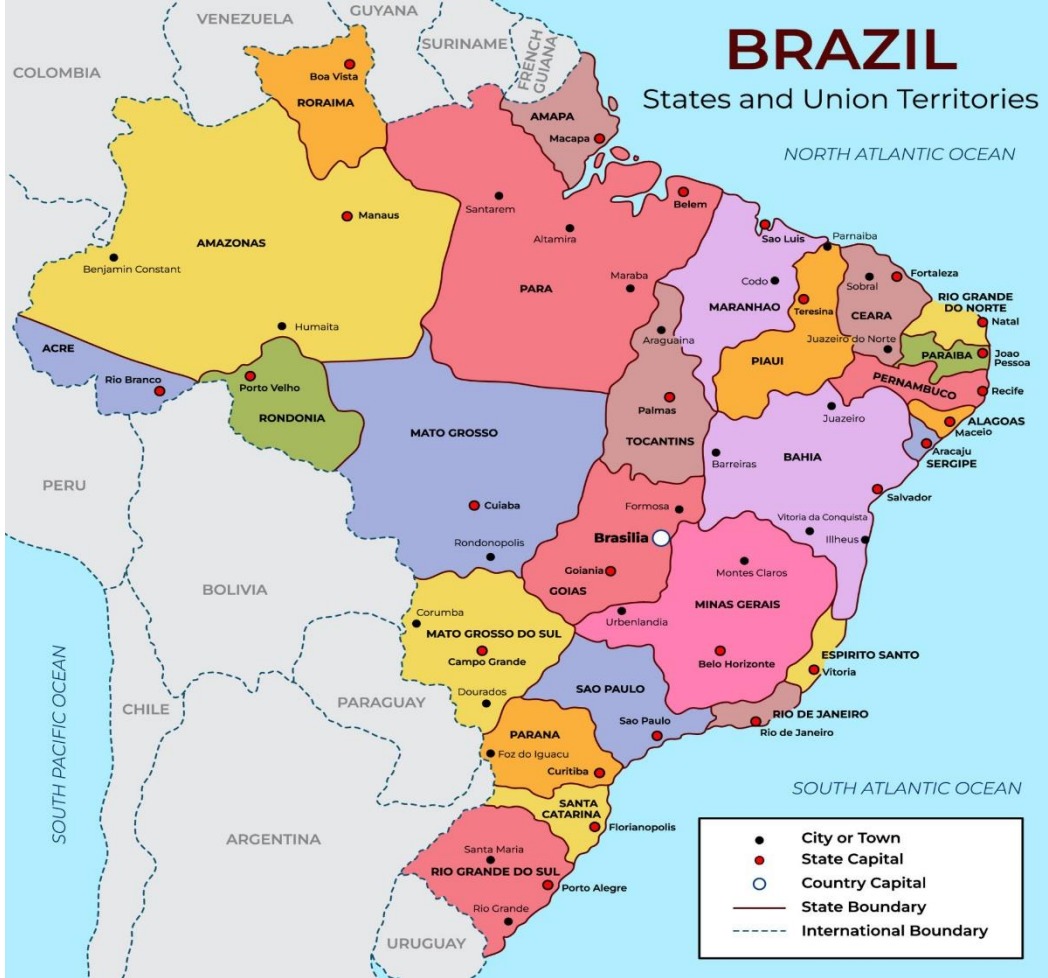 BRAZIL
States and Union Territories
VENEZUELA
GUYANA
SURINAME
FRENCH
GUIANA
COLOMBIA
Boa Vista
RORAIMA
AMAPA
Macapa
NORTH ATLANTIC OCEAN
Santarem
Belem
Manaus
Altamira
Sao Luis
Parnaiba
AMAZONAS
Benjamin Constant
Maraba
PARA
Codo
MARANHAO
Teresina
Sobral
Fortaleza
CEARA
RIO GRANDE
DO NORTE
Natal
Humaita
Araguaina
Juazeiro do Norte
PARAIBA
Joao
Pessoa
ACRE
Rio Branco
Porto Velho
RONDONIA
PIAUI
PERNAMBUCO
Recife
Palmas
TOCANTINS
Juazeiro
ALAGOAS
Maceio
MATO GROSSO
Barreiras
BAHIA
Aracaju
SERGIPE
PERU
Cuiaba
Formosa
Salvador
Vitoria da Conquista
Illheus
Brasilia
Rondonopolis
Goiania
GOIAS
Montes Claros
BOLIVIA
MINAS GERAIS
Corumba
Urbenlandia
MATO GROSSO DO SUL
Campo Grande
Belo Horizonte
ESPIRITO SANTO
Vitoria
SOUTH PACIFIC OCEAN
CHILE
PARAGUAY
Dourados
SAO PAULO
Sao Paulo
RIO DE JANEIRO
Rio de Janeiro
PARANA
Foz do Iguacu
Curitiba
SOUTH ATLANTIC OCEAN
SANTA
CATARINA
Florianopolis
ARGENTINA
Santa Maria
RIO GRANDE DO SUL
Porto Alegre
Rio Grande
URUGUAY
City or Town
State Capital
Country Capital
State Boundary
International Boundary